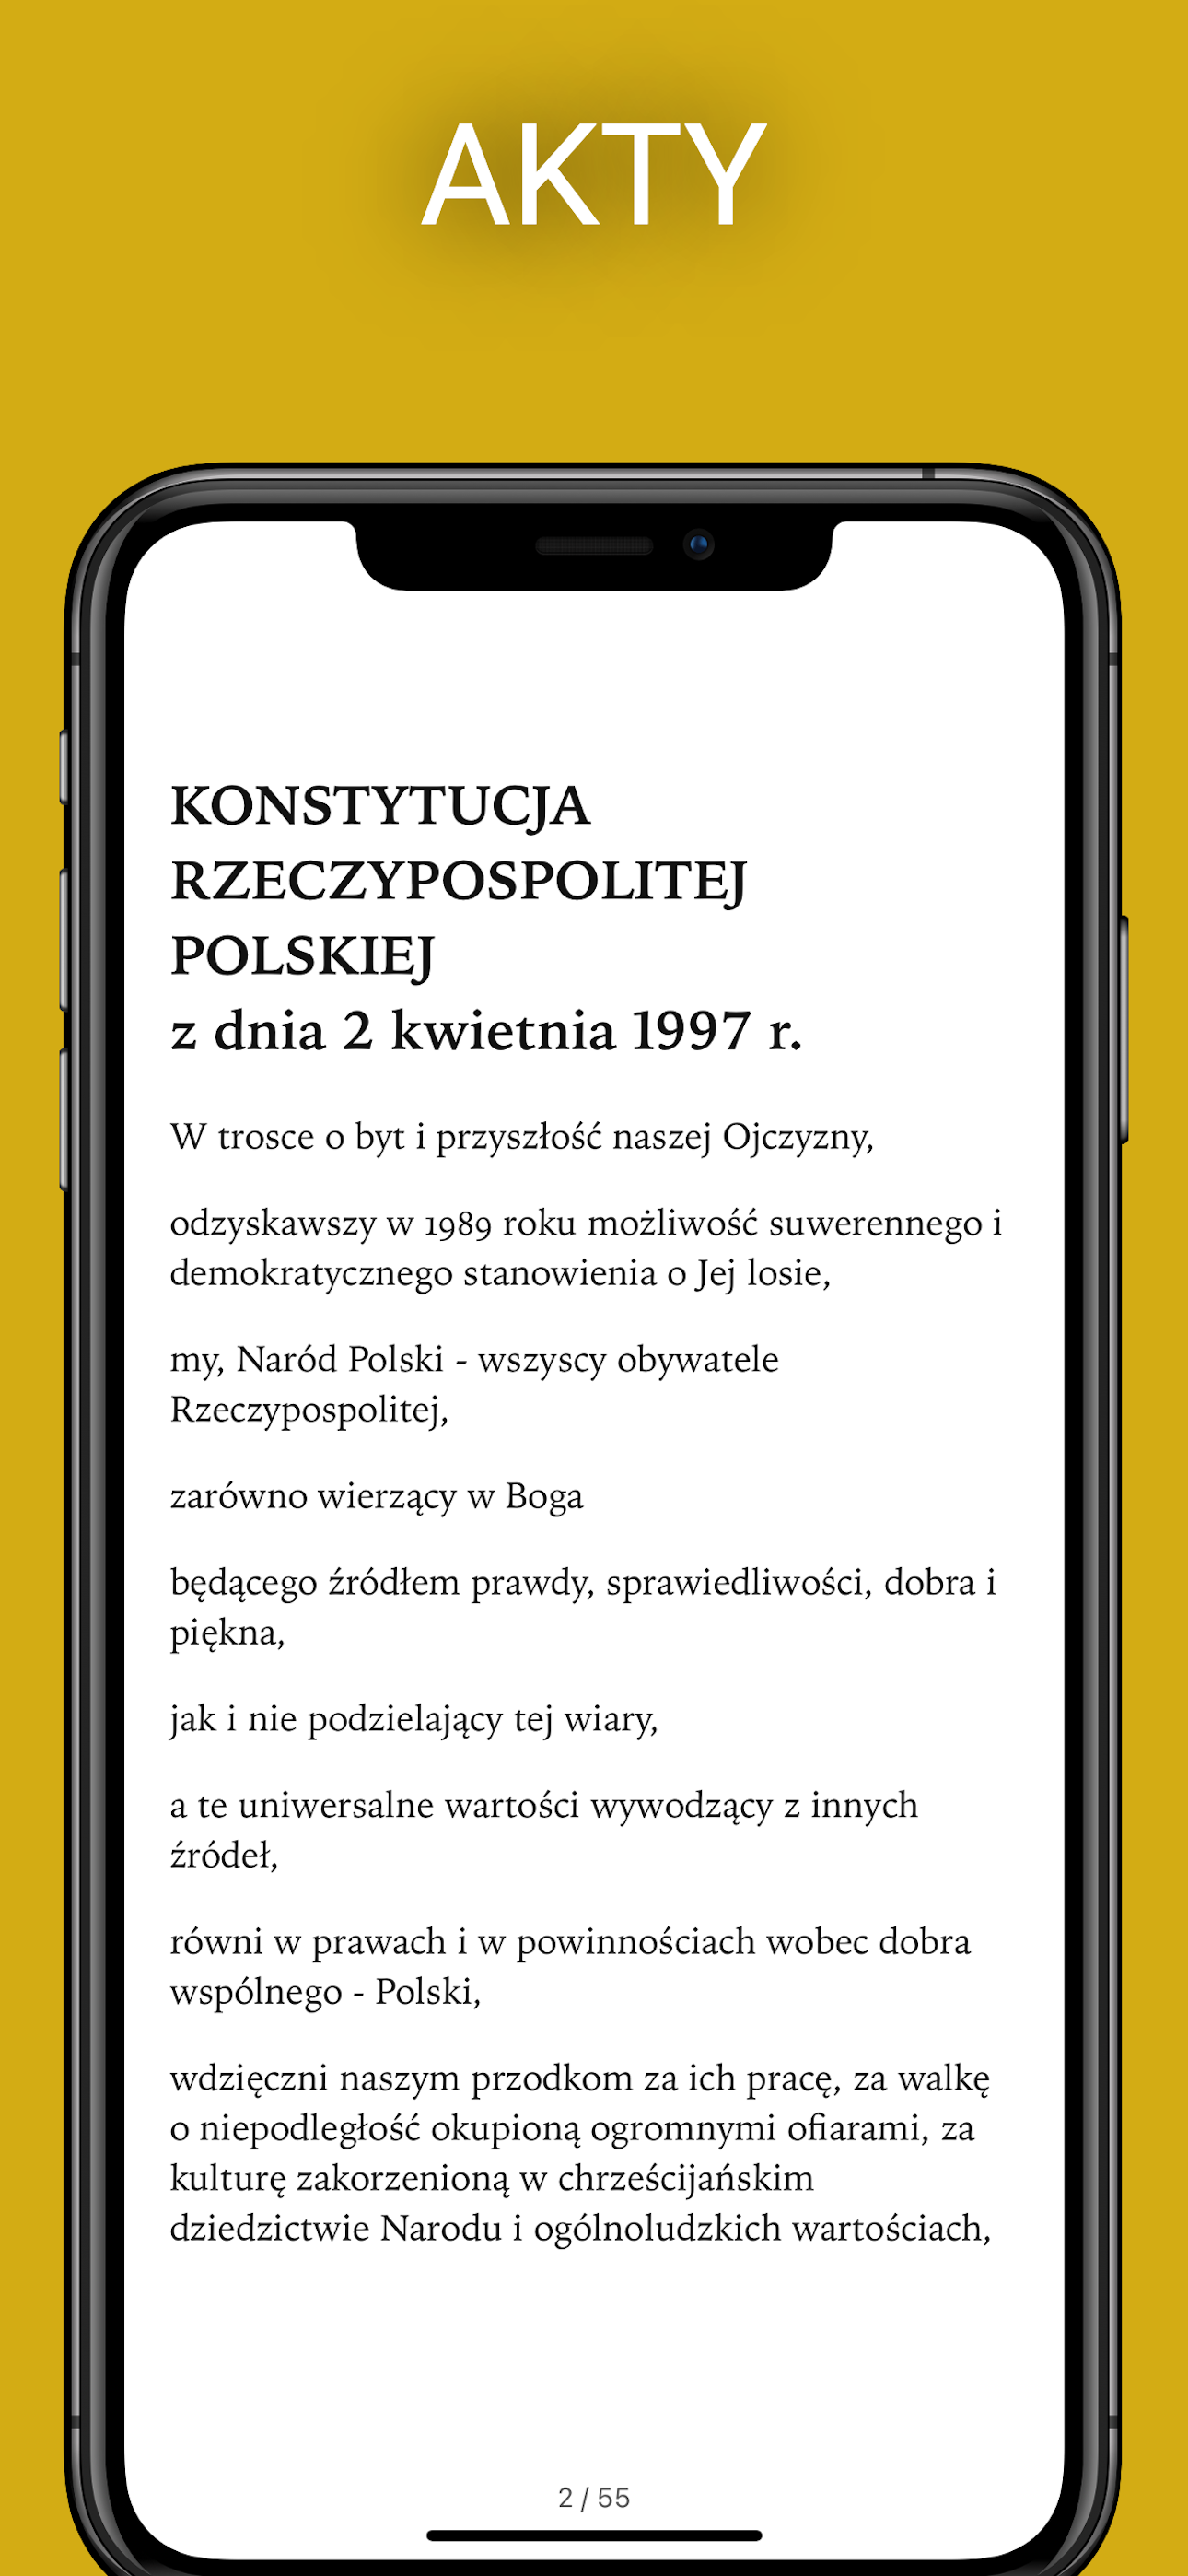 AKTY
KONSTYTUCJA
RZECZYPOSPOLITEJ
POLSKIEJ
z dnia 2 kwietnia 1997 r.
W trosce o byt i przyszłość naszej Ojczyzny,
odzyskawszy w 1989 roku możliwość suwerennego i
demokratycznego stanowienia o Jej losie,
my, Naród Polski - wszyscy obywatele
Rzeczypospolitej,
zarówno wierzący w Boga
będącego źródłem prawdy, sprawiedliwości, dobra i
piękna,
jak i nie podzielający tej wiary,
a te uniwersalne wartości wywodzący z innych
źródeł,
równi w prawach i w powinnościach wobec dobra
wspólnego - Polski,
wdzięczni naszym przodkom za ich pracę, za walkę
o niepodległość okupioną ogromnymi ofiarami, za
kulturę zakorzenioną w chrześcijańskim
dziedzictwie Narodu i ogólnoludzkich wartościach,
2 / 55